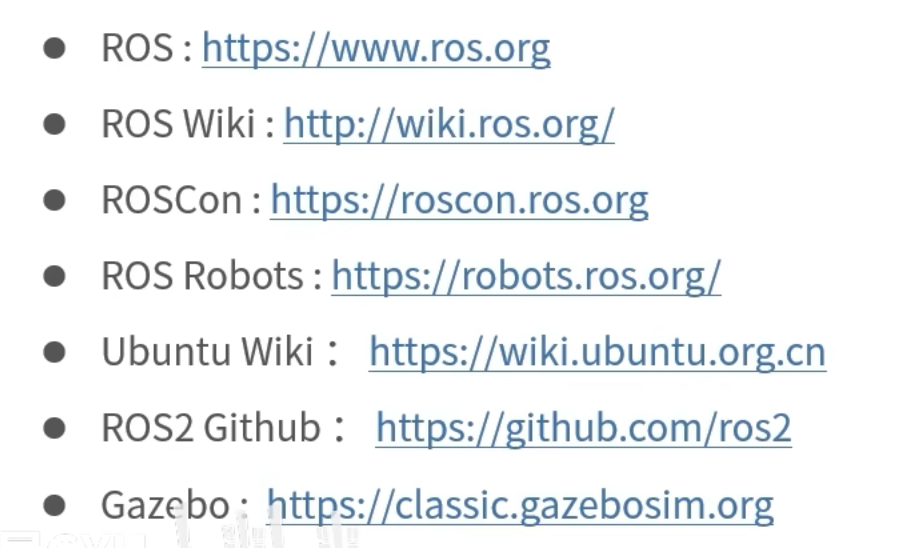 ● ROS : https://www.ros.org
● ROS Wiki : http://wiki.ros.org/
● ROSCon : https://roscon.ros.org
● ROS Robots : https://robots.ros.org/
● Ubuntu Wiki： https://wiki.ubuntu.org.cn
● ROS2 Github： https://github.com/ros2
● Gazebo : https://classic.gazebosim.org